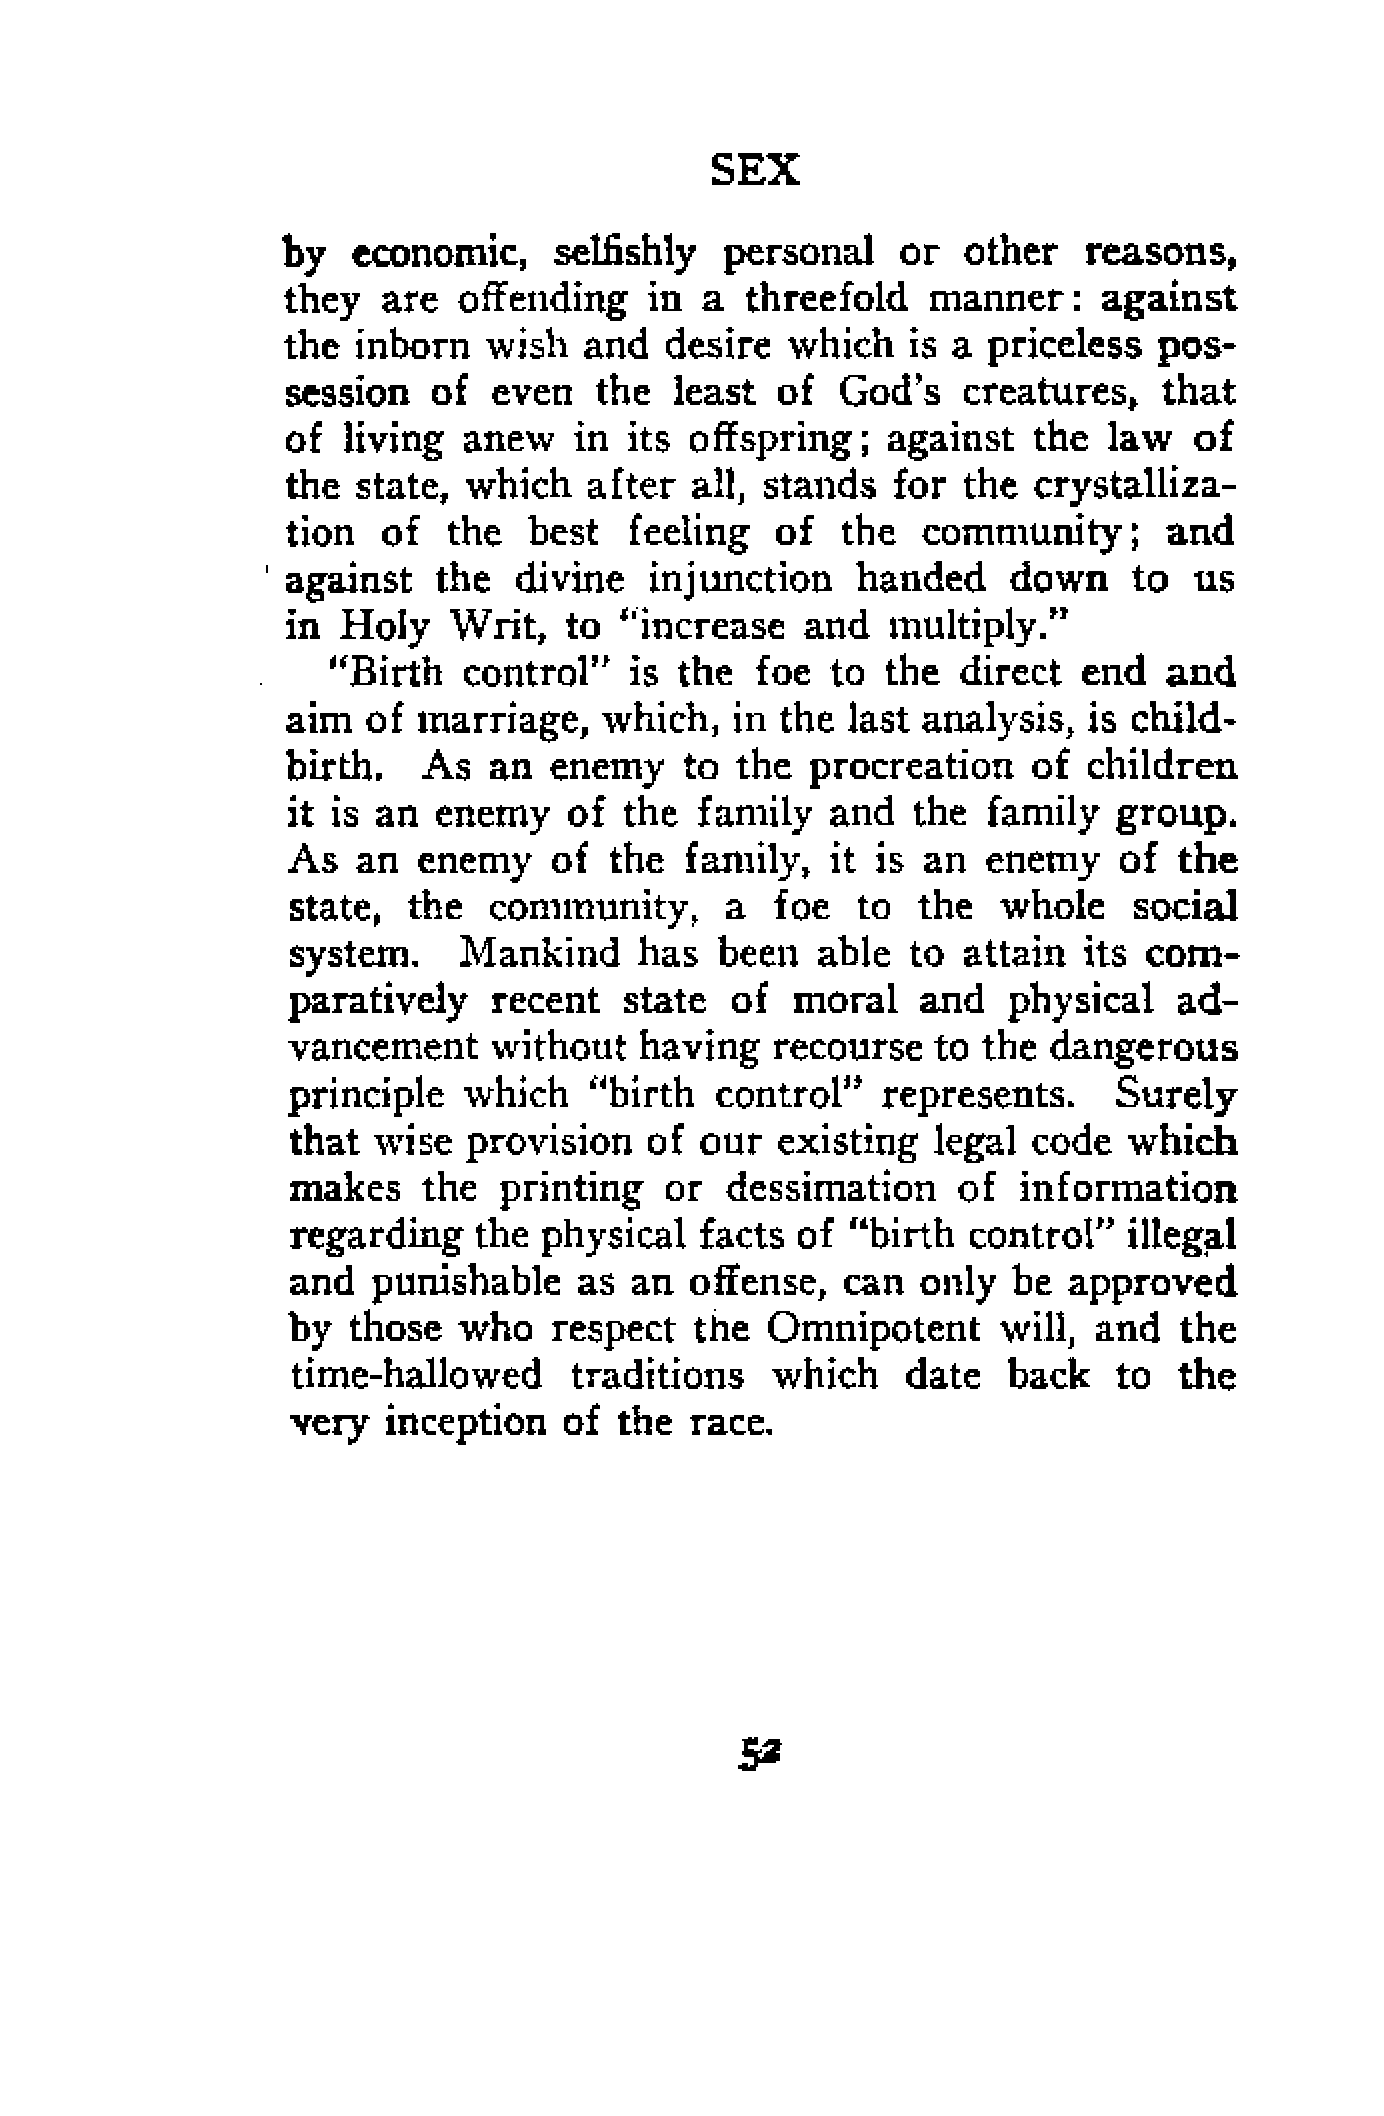 SEX
by economic, selfishly personal or other reasons,
they are offending in a threefold manner: against
the inborn wish and desire which is a priceless pos-
session of even the least of God's creatures, that
of living anew in its offspring; against the law of
the state, which after all, stands for the crystalliza-
tion of the best feeling of the community; and
against the divine injunction handed down to us
in Holy Writ, to "increase and multiply."
"Birth control" is the foe to the direct end and
aim of marriage, which, in the last analysis, is child-
birth. As an enemy to the procreation of children
it is an enemy of the family and the family group.
As an enemy of the family, it is an enemy of the
state, the community, a foe to the whole social
system. Mankind has been able to attain its com-
paratively recent state of moral and physical ad-
vancement without having recourse to the dangerous
principle which "birth control" represents. Surely
that wise provision of our existing legal code which
makes the printing or dessimation of information
regarding the physical facts of "birth control" illegal
and punishable as an offense, can only be approved
by those who respect the Omnipotent will, and the
time-hallowed traditions which date back to the
very inception of the race.
52